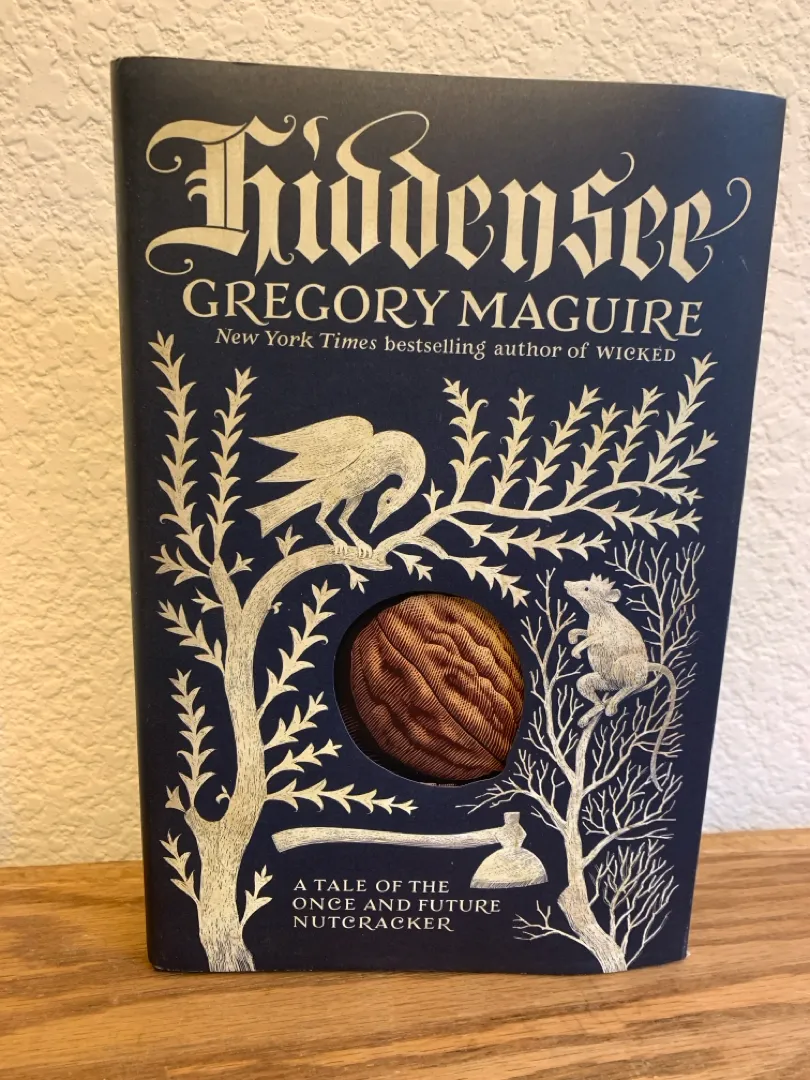 Hiddensee
GREGORY MAGUIRE
New York Times bestselling author of WICKED
A TALE OF THE
ONCE AND FUTURE
NUTCRACKER